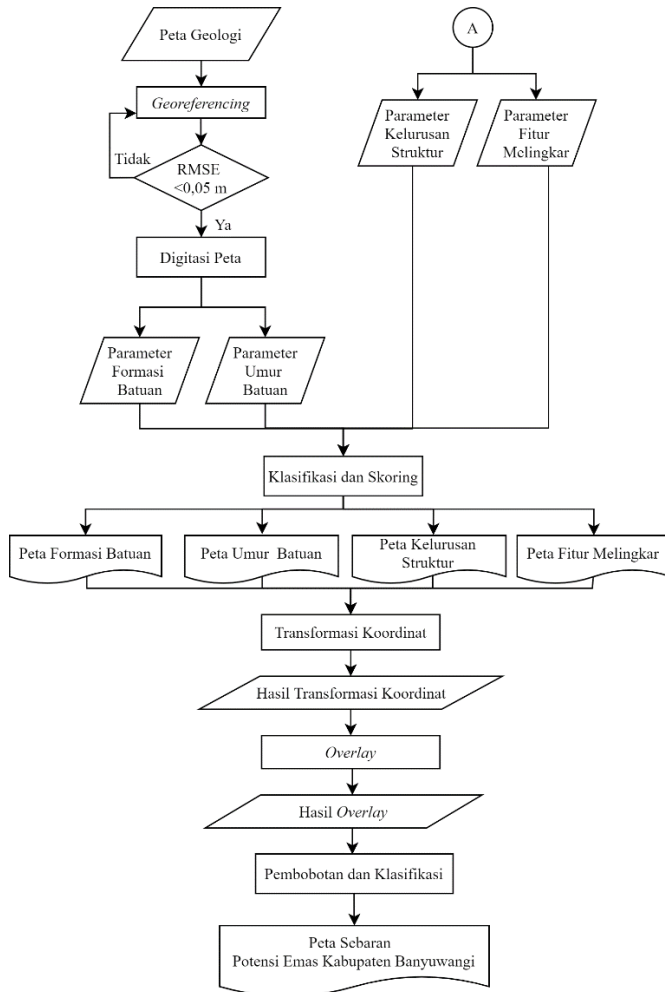 Peta Geologi
A
Georeferencing
Parameter
Kelurusan
Struktur
Parameter
Fitur
Melingkar
Tidak
RMSE
<0,05 m
Ya
Digitasi Peta
Parameter
Formasi
Batuan
Parameter
Umur
Batuan
Klasifikasi dan Skoring
Peta Formasi Batuan
Peta Umur Batuan
Peta Kelurusan
Struktur
Peta Fitur Melingkar
Transformasi Koordinat
Hasil Transformasi Koordinat
Overlay
Hasil Overlay
Pembobotan dan Klasifikasi
Peta Sebaran
Potensi Emas Kabupaten Banyuwangi